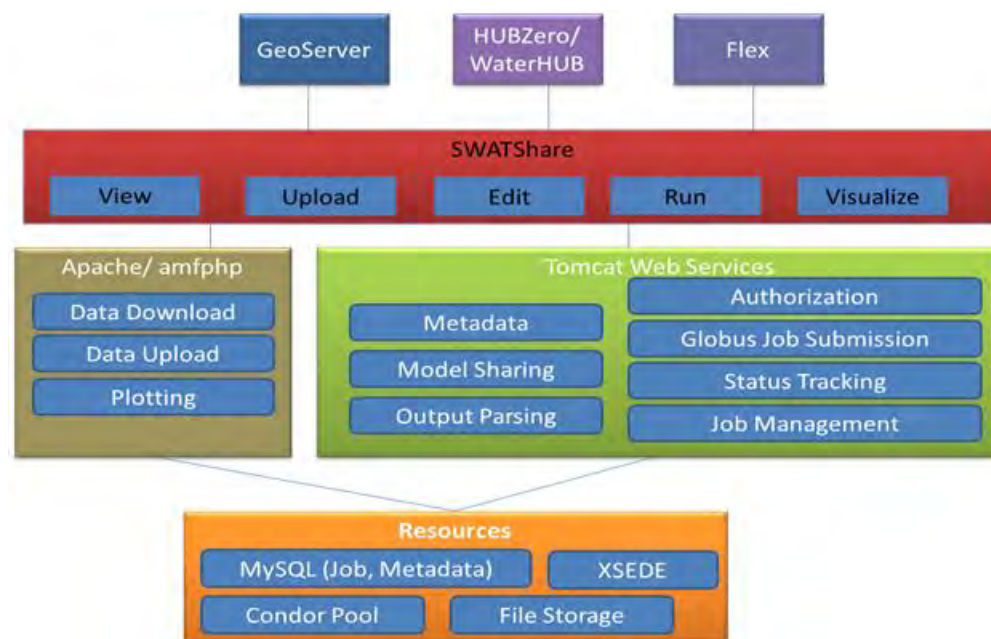 GeoServer
HUBZero/
WaterHUB
Flex
SWATShare
View
Upload
Edit
Run
Visualize
Apache/ amfphp
Data Download
Data Upload
Plotting
Tomcat Web Services
Metadata
Model Sharing
Output Parsing
Authorization
Globus Job Submission
Status Tracking
Job Management
Resources
MySQL (Job, Metadata)
XSEDE
Condor Pool
File Storage